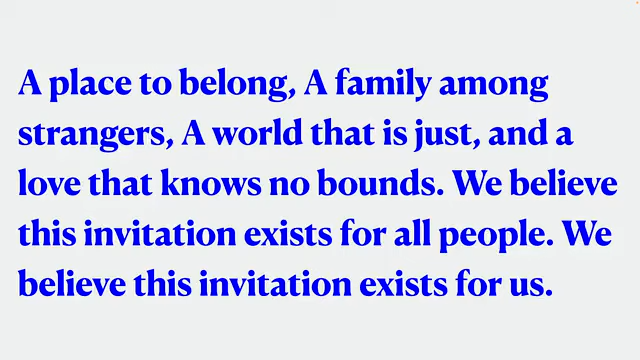 A place to belong, A family among
strangers, A world that is just, and a
love that knows no bounds. We believe
this invitation exists for all people. We
believe this invitation exists for us.